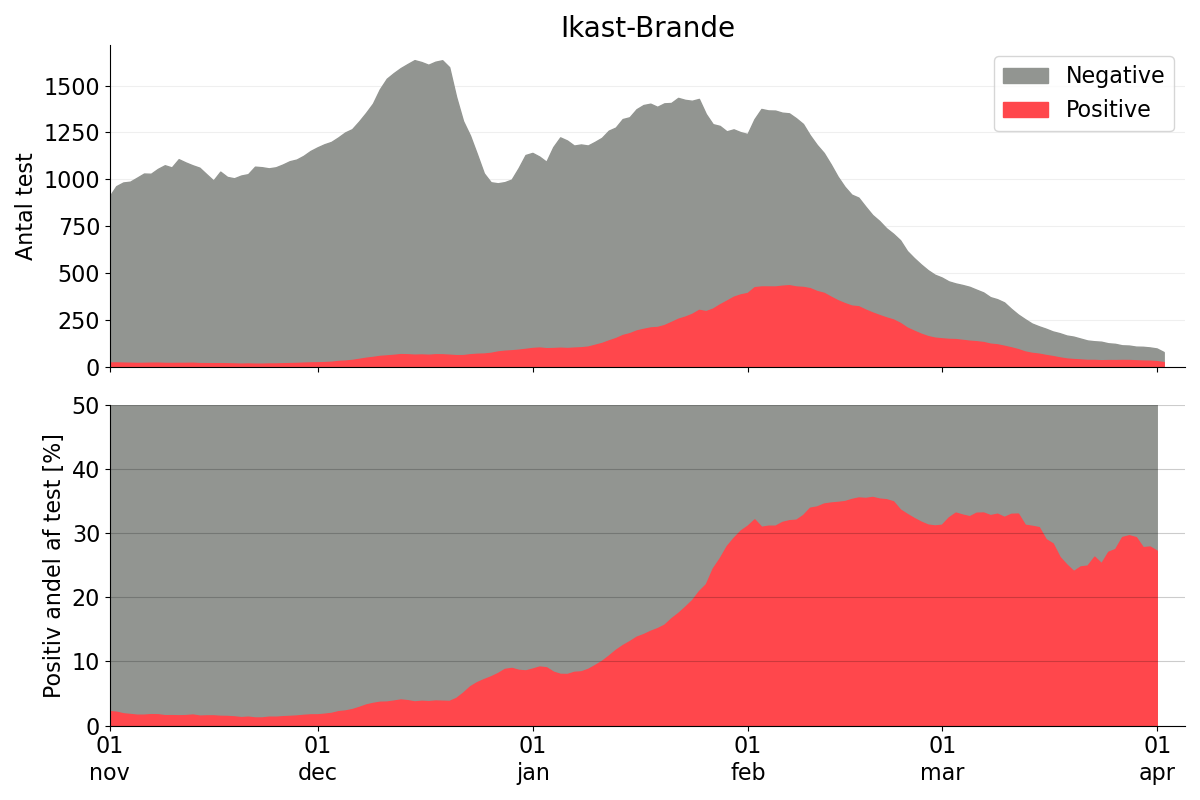 Ikast-Brande
Antal test
1500
1250
1000
750
500
250
0
Negative
Positive
Positiv andel af test [%]
50
40
30
20
10
0
01 nov
01 dec
01 jan
01 feb
01 mar
01 apr